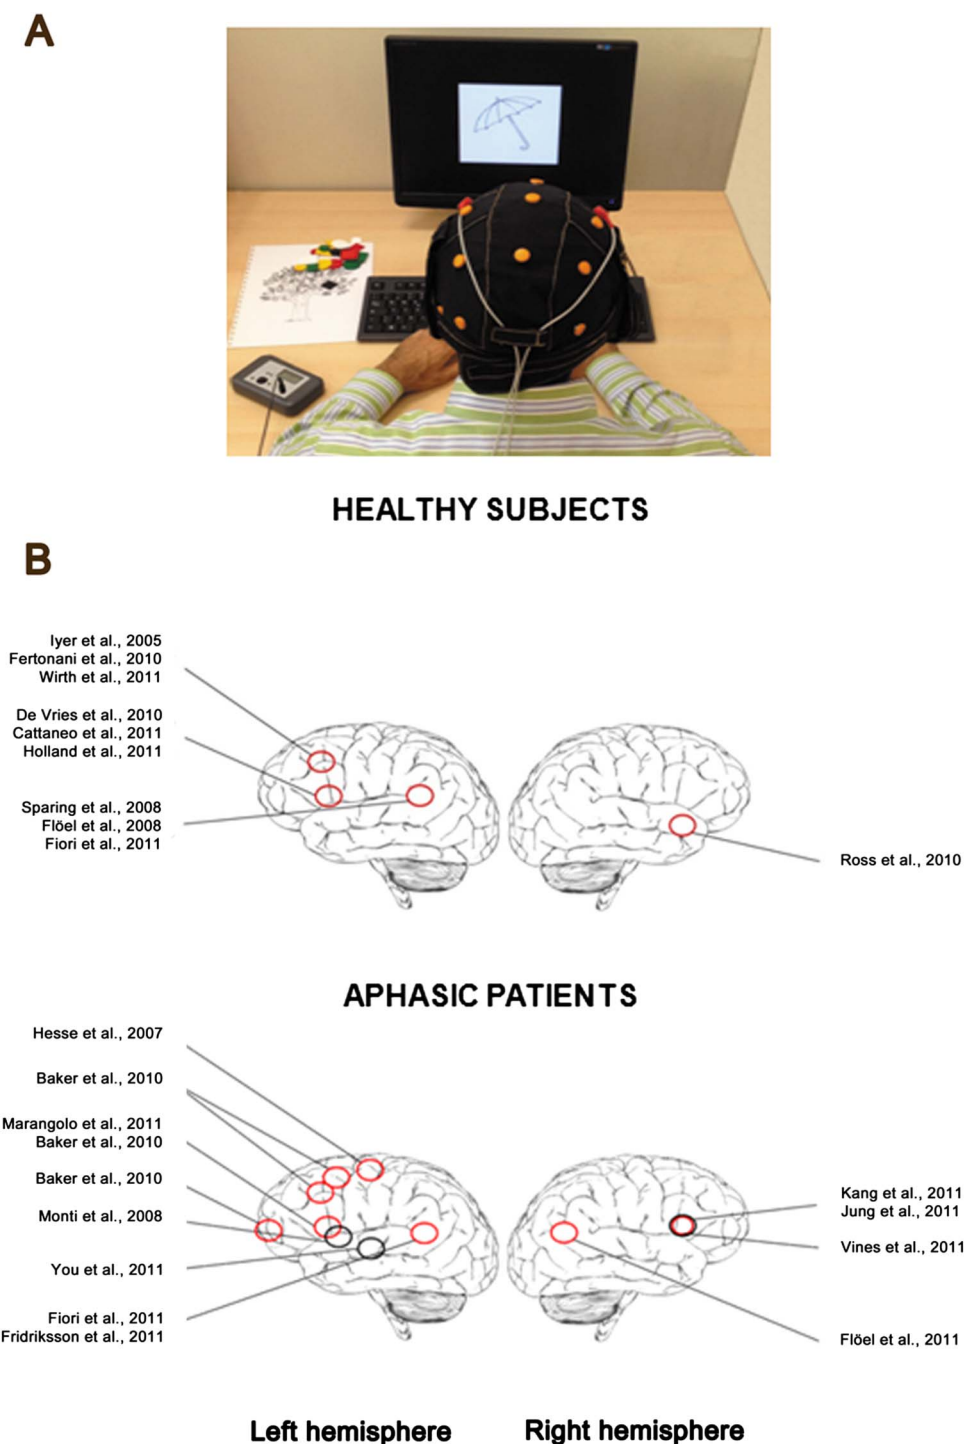 A
HEALTHY SUBJECTS
B
Iyer et al., 2005
Fertonani et al., 2010
Wirth et al., 2011
De Vries et al., 2010
Cattaneo et al., 2011
Holland et al., 2011
Sparing et al., 2008
Flöel et al., 2008
Fiori et al., 2011
Ross et al., 2010
APHASIC PATIENTS
Hesse et al., 2007
Baker et al., 2010
Marangolo et al., 2011
Baker et al., 2010
Baker et al., 2010
Monti et al., 2008
You et al., 2011
Fiori et al., 2011
Fridriksson et al., 2011
Kang et al., 2011
Jung et al., 2011
Vines et al., 2011
Flöel et al., 2011
Left hemisphere
Right hemisphere